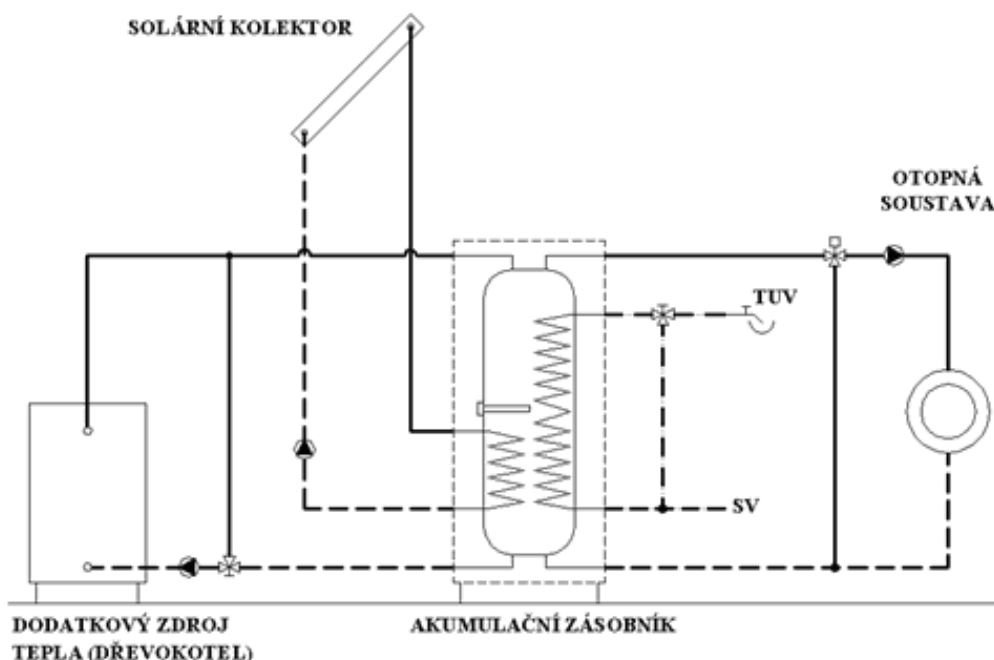 SOLÁRNÍ KOLEKTOR
OTOPNÁ
SOUSTAVA
TUV
SV
DODATKOVÝ ZDROJ
TEPLA (DŘEVOKOTEL)
AKUMULAČNÍ ZÁSOBNÍK